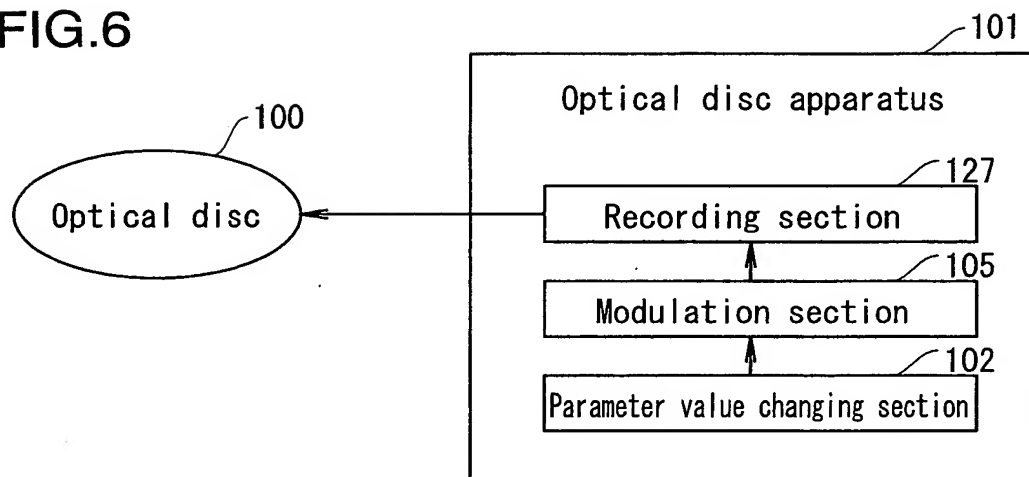 FIG.6
101
Optical disc apparatus
100
Optical disc
127
Recording section
105
Modulation section
102
Parameter value changing section